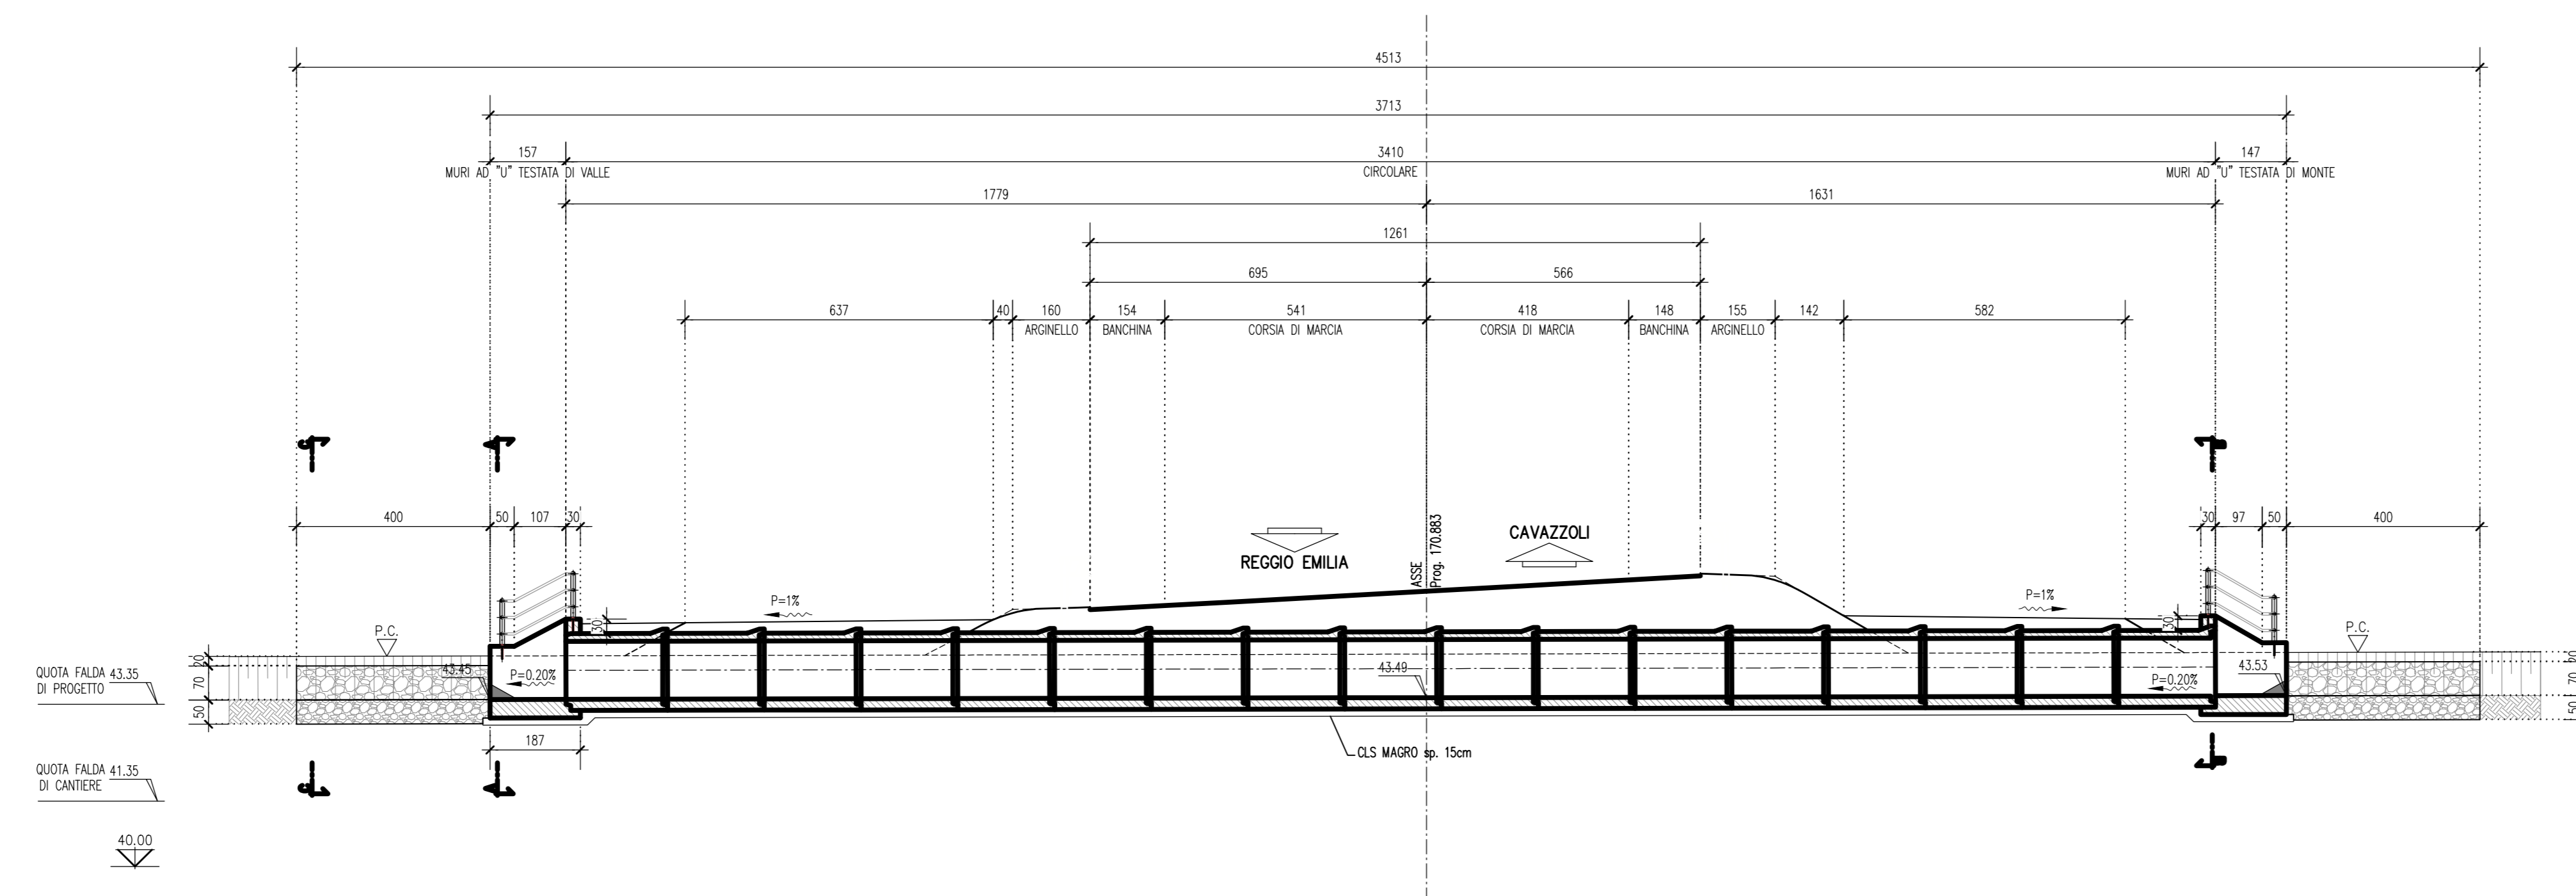 4513
3713
157 3410 147
MURI AD "U" TESTATA DI VALLE CIRCOLARE MURI AD "U" TESTATA DI MONTE
1779 1631
1261
695 566
637 40 160 154 541 418 148 155 142 582
ARGINELLO BANCHINA CORSIA DI MARCIA CORSIA DI MARCIA BANCHINA ARGINELLO
400 50 107 30 30 97 50 400
CAVAZZOLI
REGGIO EMILIA
ASSE
Prog. 170.883
P=1% P=1%
30 30
P.C. P.C.
20 70 50
20 70 50
QUOTA FALDA 43.35
DI PROGETTO
43.45 43.49 43.53
P=0.20% P=0.20%
187
CLS MAGRO sp. 15cm
QUOTA FALDA 41.35
DI CANTIERE
40.00